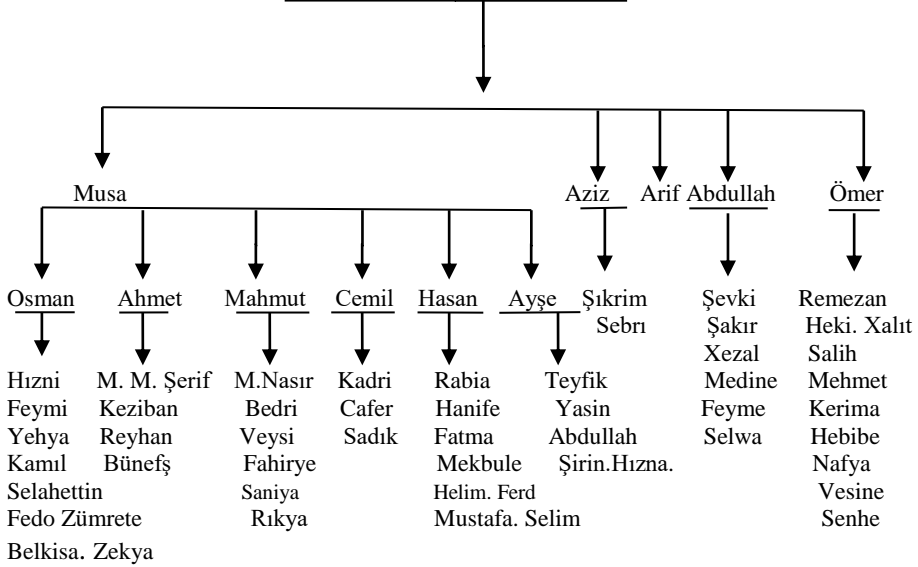 Musa Aziz Arif Abdullah Ömer
Osman Ahmet Mahmut Cemil Hasan Ayşe Şıkrim Şevki Remezan
Sebrı Şakır Heki. Xalıt
Xezal Salih
Hızni M. M. Şerif M.Nasır Kadri Rabia Teyfik Medine Mehmet
Feymi Keziban Bedri Cafer Hanife Yasin Feyme Kerima
Yehya Reyhan Veysi Sadık Fatma Abdullah Selwa Hebibe
Kamıl Bünefş Fahirye Mekbule Şirin.Hızna. Nafya
Selahettin Saniya Helim. Ferd Vesine
Fedo Zümrete Rıkya Mustafa. Selim Senhe
Belkisa. Zekya